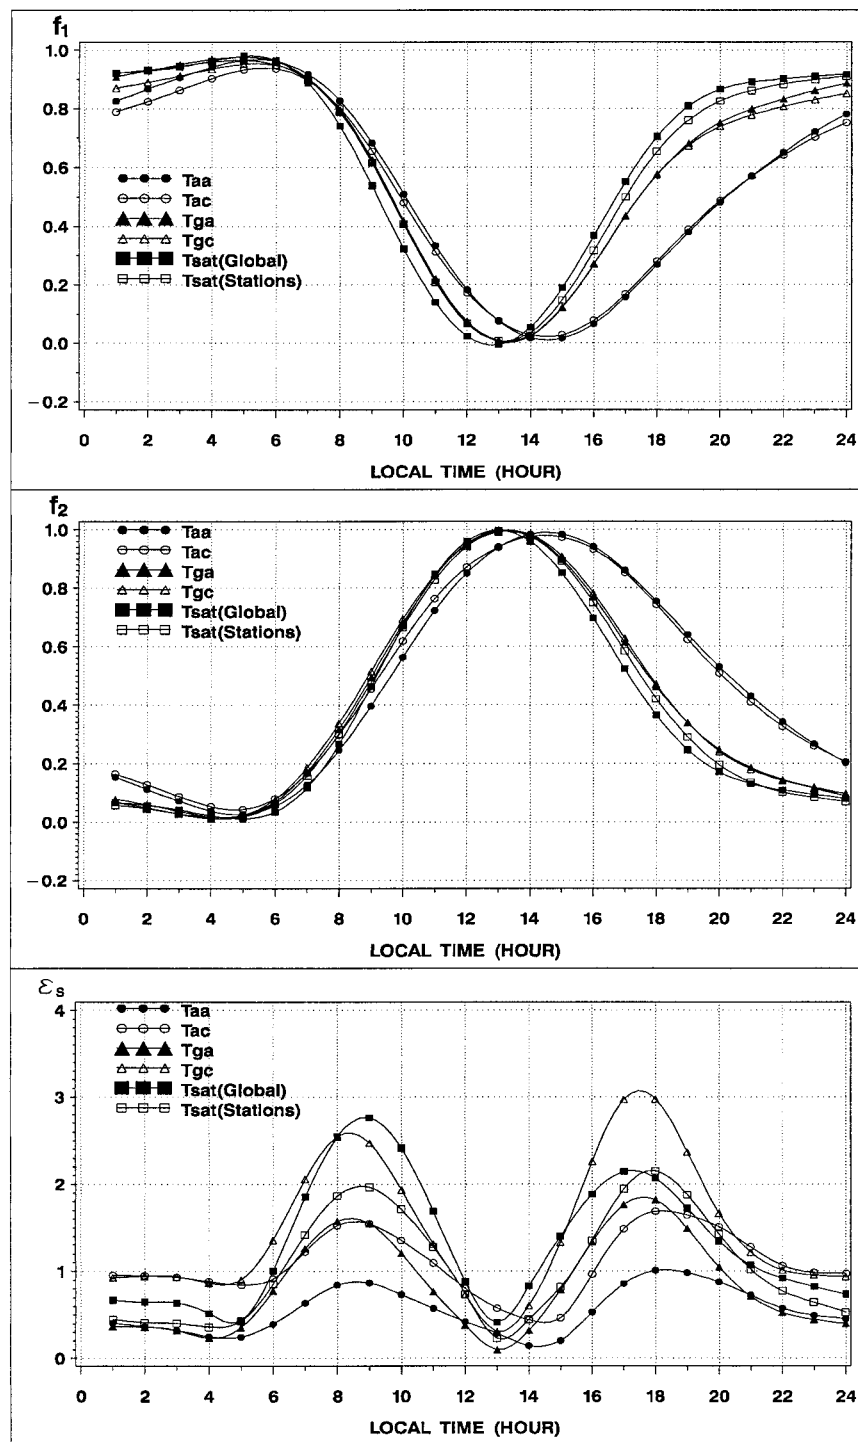 f1
1.0
0.8
0.6
0.4
0.2
0.0
−0.2
Taa
Tac
Tga
Tgc
Tsat(Global)
Tsat(Stations)
0 2 4 6 8 10 12 14 16 18 20 22 24
LOCAL TIME (HOUR)
f2
1.0
0.8
0.6
0.4
0.2
0.0
−0.2
Taa
Tac
Tga
Tgc
Tsat(Global)
Tsat(Stations)
0 2 4 6 8 10 12 14 16 18 20 22 24
LOCAL TIME (HOUR)
εs
4
3
2
1
0
Taa
Tac
Tga
Tgc
Tsat(Global)
Tsat(Stations)
0 2 4 6 8 10 12 14 16 18 20 22 24
LOCAL TIME (HOUR)